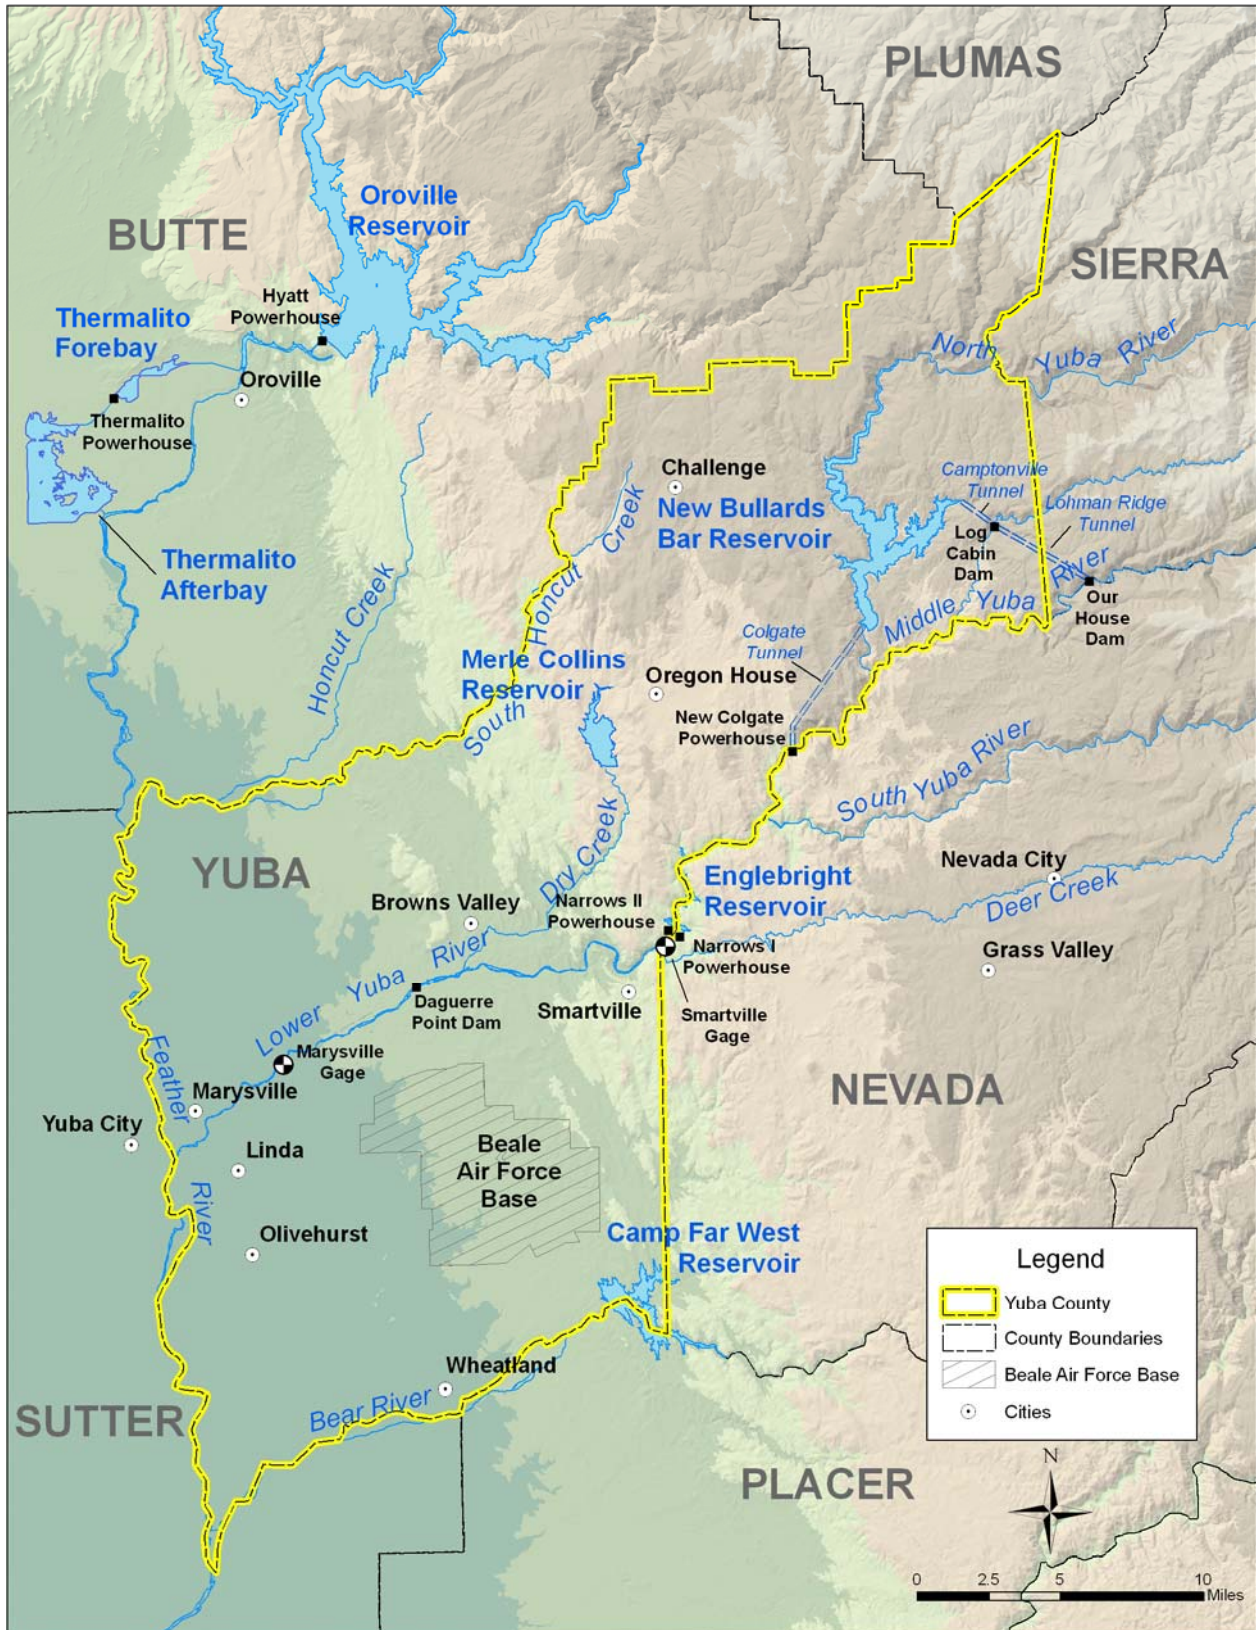 PLUMAS
Oroville
Reservoir
BUTTE
SIERRA
Hyatt
Powerhouse
Thermalito
Forebay
North Yuba River
Oroville
Thermalito
Powerhouse
Challenge
Camptonville
Tunnel
Lohman Ridge
Tunnel
New Bullards
Bar Reservoir
Log
Cabin
Dam
Thermalito
Afterbay
Honcut Creek
South Honcut Creek
Middle Yuba River
Our
House
Dam
Colgate
Tunnel
Merle Collins
Reservoir
Oregon House
New Colgate
Powerhouse
South Yuba River
YUBA
Dry Creek
Nevada City
Englebright
Reservoir
Deer Creek
Browns Valley
Narrows II
Powerhouse
Narrows I
Powerhouse
Grass Valley
Lower Yuba River
Daguerre
Point Dam
Smartville
Smartville
Gage
Marysville
Gage
Feather River
Marysville
NEVADA
Yuba City
Linda
Beale
Air Force
Base
Olivehurst
Camp Far West
Reservoir
Wheatland
Bear River
SUTTER
PLACER
Legend
Yuba County
County Boundaries
Beale Air Force Base
Cities
N
0 2.5 5 10
Miles